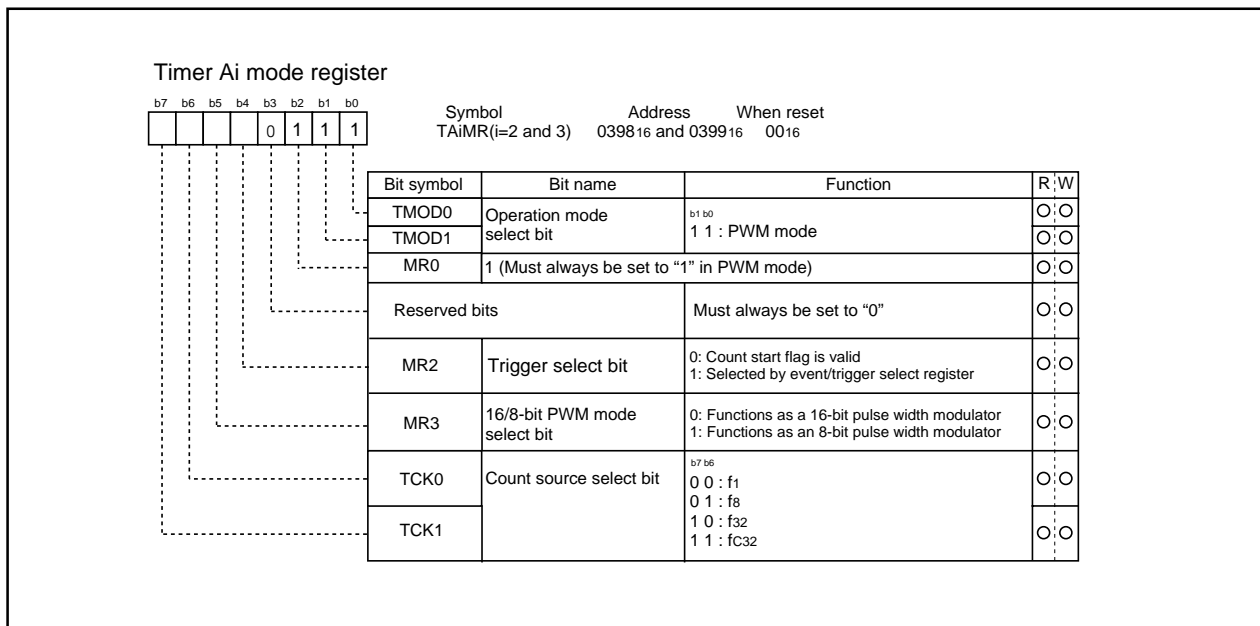 Timer Ai mode register
b7 b6 b5 b4 b3 b2 b1 b0
0 1 1 1
Symbol Address When reset
TAiMR(i=2 and 3) 039816 and 039916 0016
Bit symbol Bit name Function R W
TMOD0 Operation mode select bit b1 b0
1 1 : PWM mode
TMOD1
MR0 1 (Must always be set to “1” in PWM mode)
Reserved bits Must always be set to “0”
MR2 Trigger select bit 0: Count start flag is valid
1: Selected by event/trigger select register
MR3 16/8-bit PWM mode select bit 0: Functions as a 16-bit pulse width modulator
1: Functions as an 8-bit pulse width modulator
TCK0 Count source select bit b7 b6
0 0 : f1
0 1 : f8
TCK1 1 0 : f32
1 1 : fC32